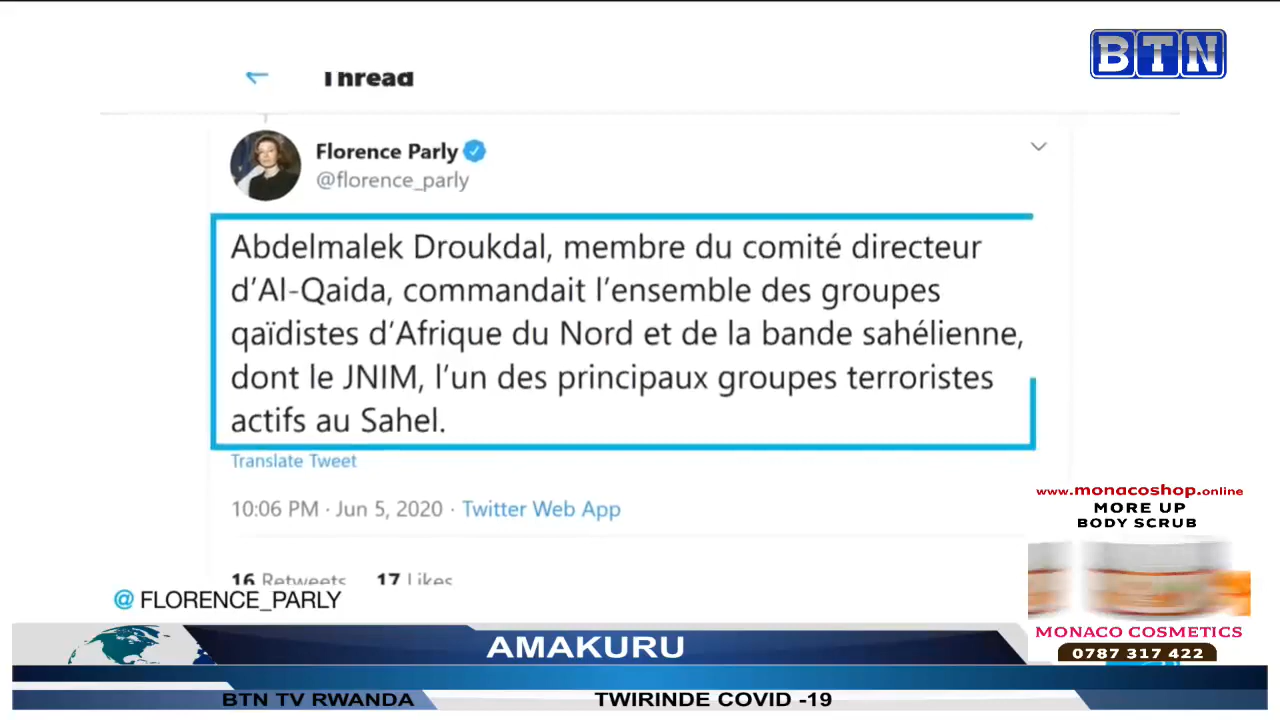 BTN
Thread
Florence Parly
@florence_parly
Abdelmalek Droukdal, membre du comité directeur
d'Al-Qaida, commandait l'ensemble des groupes
qaïdistes d'Afrique du Nord et de la bande sahélienne,
dont le JNIM, l'un des principaux groupes terroristes
actifs au Sahel.
Translate Tweet
10:06 PM · Jun 5, 2020 · Twitter Web App
16 Retweets 17 Likes
@ FLORENCE_PARLY
www.monacoshop.online
MORE UP
BODY SCRUB
MONACO COSMETICS
0787 317 422
AMAKURU
BTN TV RWANDA TWIRINDE COVID -19